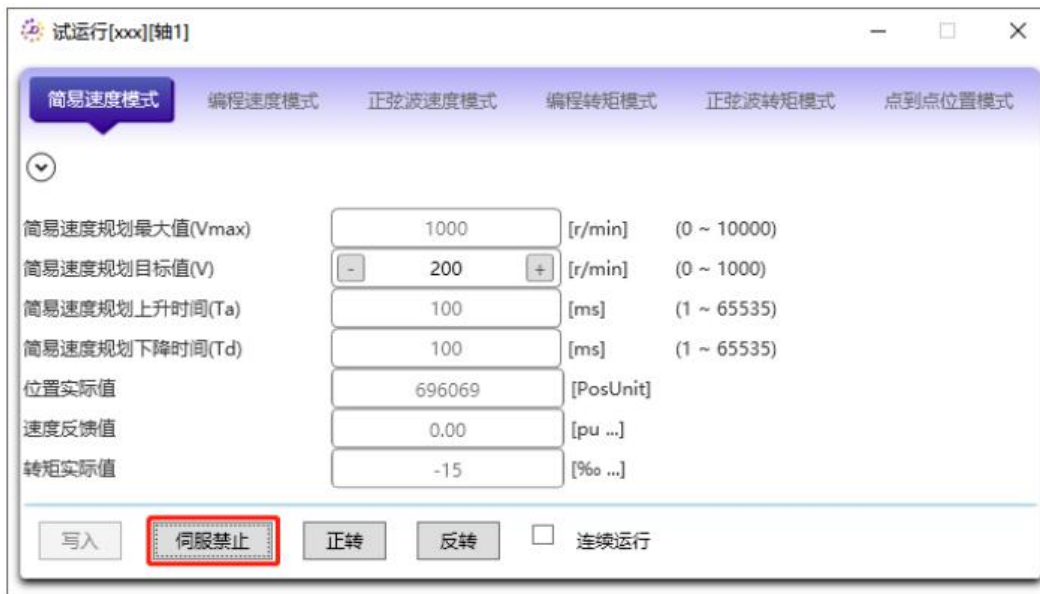 试运行[xxx][轴1]
简易速度模式 编程速度模式 正弦波速度模式 编程转矩模式 正弦波转矩模式 点到点位置模式
简易速度规划最大值(Vmax) 1000 [r/min] (0 ~ 10000)
简易速度规划目标值(V) - 200 + [r/min] (0 ~ 1000)
简易速度规划上升时间(Ta) 100 [ms] (1 ~ 65535)
简易速度规划下降时间(Td) 100 [ms] (1 ~ 65535)
位置实际值 696069 [PosUnit]
速度反馈值 0.00 [pu ...]
转矩实际值 -15 [‰ ...]
写入 伺服禁止 正转 反转 连续运行